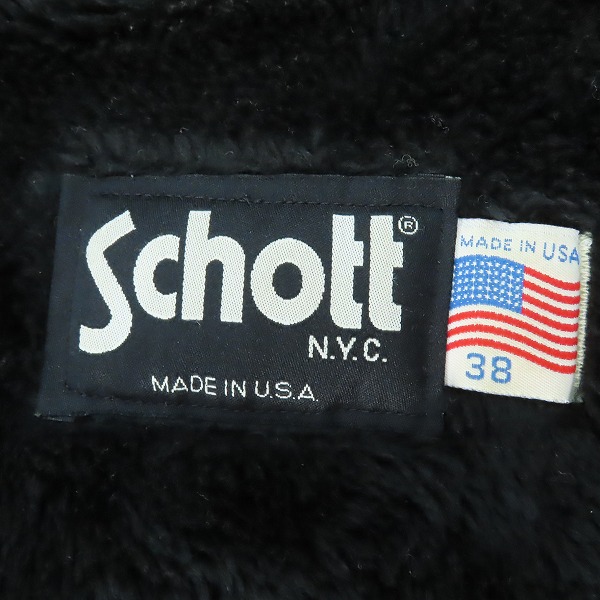 Schott®
N.Y.C.
MADE IN U.S.A.
MADE IN USA
38